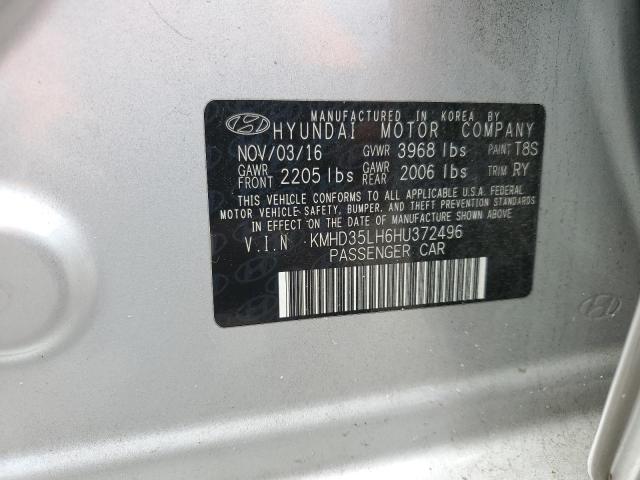 MANUFACTURED IN KOREA BY
HYUNDAI MOTOR COMPANY
NOV/03/16 GVWR 3968 lbs PAINT T8S
GAWR FRONT 2205 lbs GAWR REAR 2006 lbs TRIM RY
THIS VEHICLE CONFORMS TO ALL APPLICABLE U.S.A. FEDERAL
MOTOR VEHICLE SAFETY, BUMPER, AND THEFT PREVENTION STANDARDS
IN EFFECT ON THE DATE OF MANUFACTURE SHOWN ABOVE.
V.I.N KMHD35LH6HU372496
PASSENGER CAR